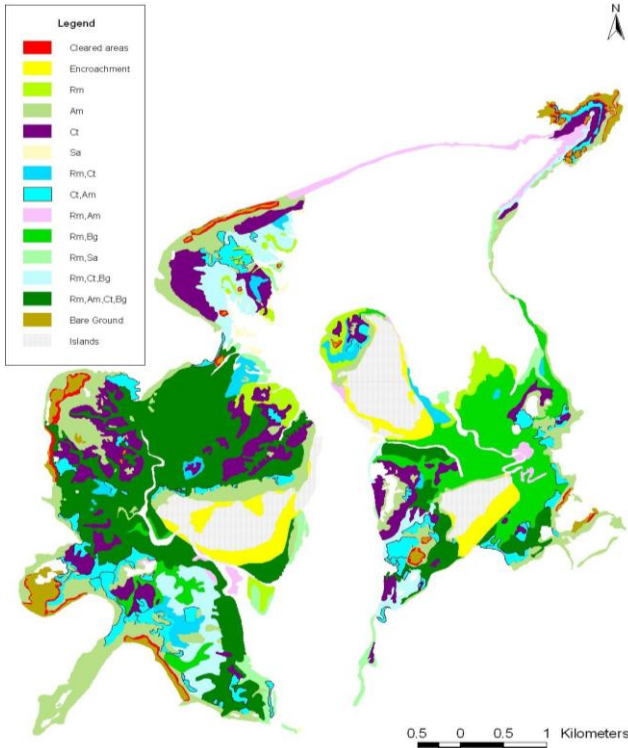 N
Legend
Cleared areas
Encroachment
Rm
Am
Ct
Sa
Rm,Ct
Ct,Am
Rm,Am
Rm,Bg
Rm,Sa
Rm,Ct,Bg
Rm,Am,Ct,Bg
Bare Ground
Islands
0.5 0 0.5 1 Kilometers